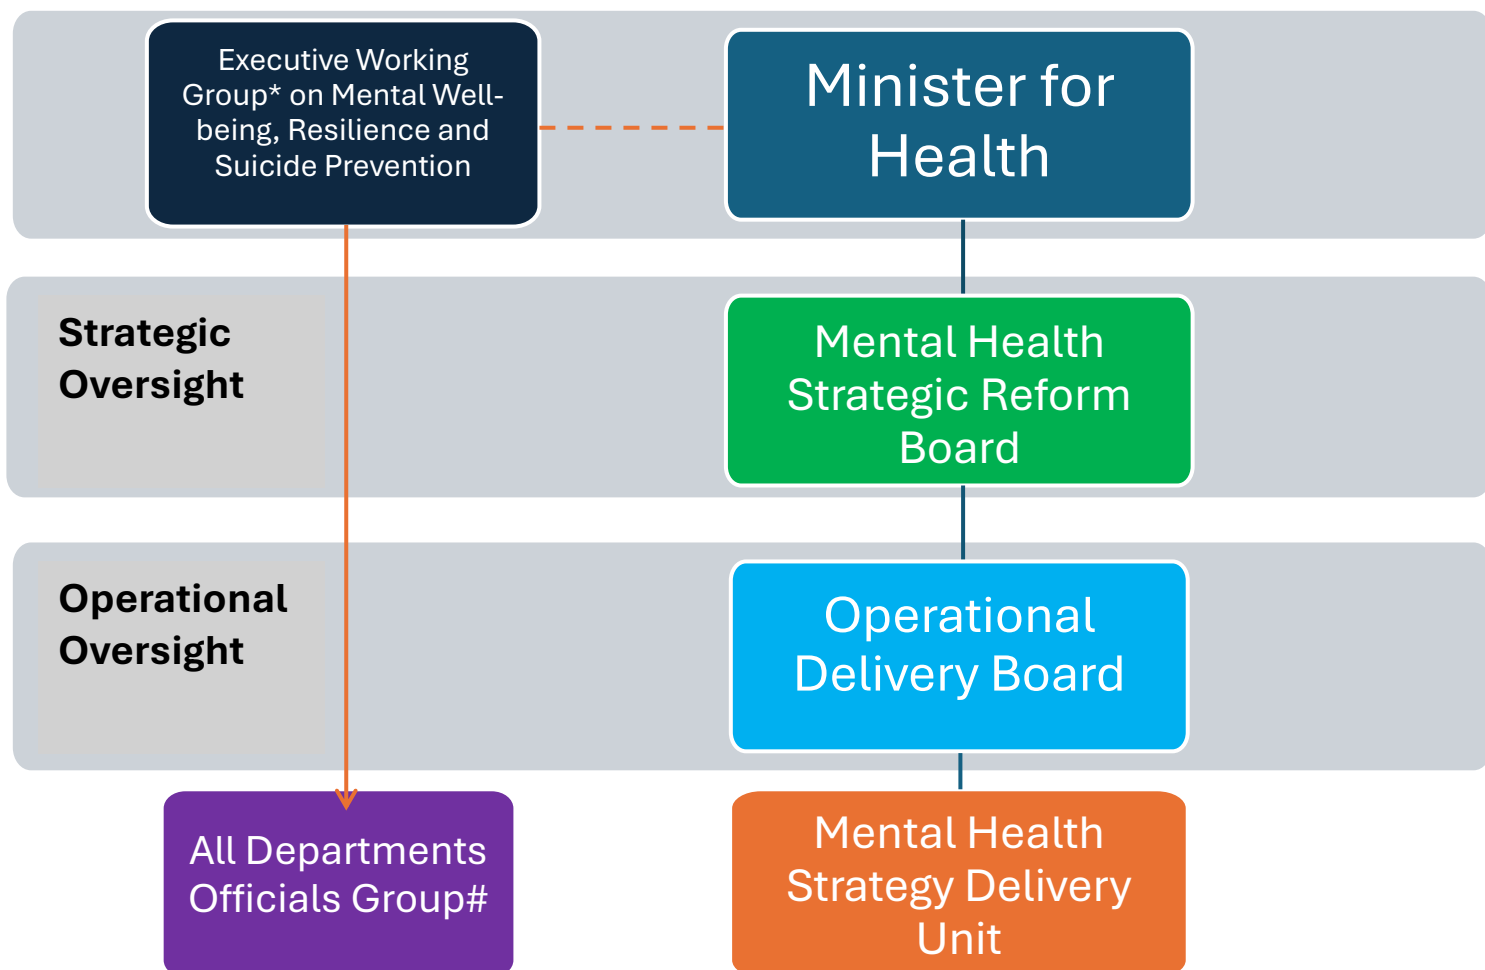 Executive Working
Group* on Mental Well-
being, Resilience and
Suicide Prevention
Minister for
Health
Strategic
Oversight
Mental Health
Strategic Reform
Board
Operational
Oversight
Operational
Delivery Board
All Departments
Officials Group#
Mental Health
Strategy Delivery
Unit